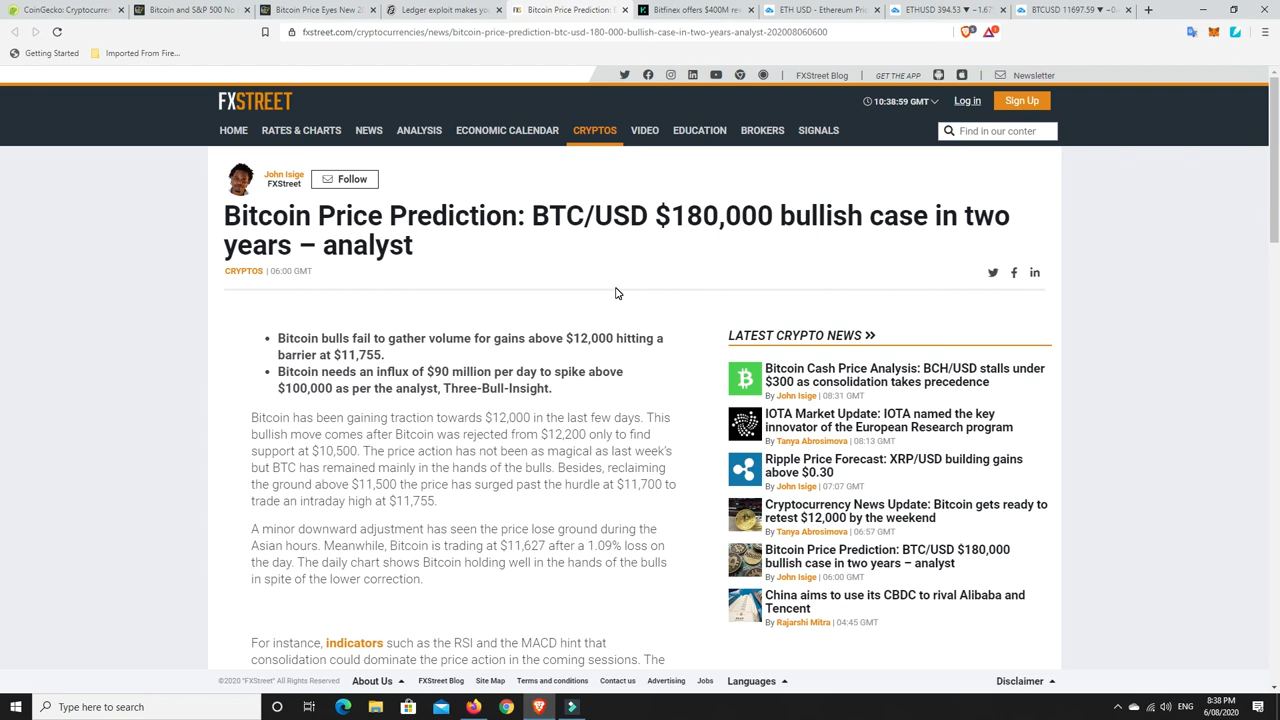 CoinGecko: Cryptocur
Bitcoin and S&P 500 No
Bitcoin Price Eyes New 2
Ledger exploit makes yo
Bitcoin Price Prediction: B
Bitfinex offers $400M re
ETH USD - Ethereum Pri
ETHUSD 394.53 ▼ −1.67
BTCUSD 11697.59 ▼ −0
fxstreet.com/cryptocurrencies/news/bitcoin-price-prediction-btc-usd-180-000-bullish-case-in-two-years-analyst-202008060600
Getting Started
Imported From Fire...
FXStreet Blog
GET THE APP
Newsletter
FXSTREET
10:38:59 GMT
Log in
Sign Up
HOME RATES & CHARTS NEWS ANALYSIS ECONOMIC CALENDAR CRYPTOS VIDEO EDUCATION BROKERS SIGNALS
Find in our conter
John Isige
FXStreet
Follow
Bitcoin Price Prediction: BTC/USD $180,000 bullish case in two
years – analyst
CRYPTOS | 06:00 GMT
• Bitcoin bulls fail to gather volume for gains above $12,000 hitting a
barrier at $11,755.
• Bitcoin needs an influx of $90 million per day to spike above
$100,000 as per the analyst, Three-Bull-Insight.
Bitcoin has been gaining traction towards $12,000 in the last few days. This
bullish move comes after Bitcoin was rejected from $12,200 only to find
support at $10,500. The price action has not been as magical as last week's
but BTC has remained mainly in the hands of the bulls. Besides, reclaiming
the ground above $11,500 the price has surged past the hurdle at $11,700 to
trade an intraday high at $11,755.
A minor downward adjustment has seen the price lose ground during the
Asian hours. Meanwhile, Bitcoin is trading at $11,627 after a 1.09% loss on
the day. The daily chart shows Bitcoin holding well in the hands of the bulls
in spite of the lower correction.
For instance, indicators such as the RSI and the MACD hint that
consolidation could dominate the price action in the coming sessions. The
LATEST CRYPTO NEWS
Bitcoin Cash Price Analysis: BCH/USD stalls under
$300 as consolidation takes precedence
By John Isige | 08:31 GMT
IOTA Market Update: IOTA named the key
innovator of the European Research program
By Tanya Abrosimova | 08:13 GMT
Ripple Price Forecast: XRP/USD building gains
above $0.30
By John Isige | 07:07 GMT
Cryptocurrency News Update: Bitcoin gets ready to
retest $12,000 by the weekend
By Tanya Abrosimova | 06:57 GMT
Bitcoin Price Prediction: BTC/USD $180,000
bullish case in two years – analyst
By John Isige | 06:00 GMT
China aims to use its CBDC to rival Alibaba and
Tencent
By Rajarshi Mitra | 04:45 GMT
©2020 "FXStreet" All Rights Reserved
About Us
FXStreet Blog
Site Map
Terms and conditions
Contact us
Advertising
Jobs
Languages
Disclaimer
Type here to search
8:38 PM
6/08/2020